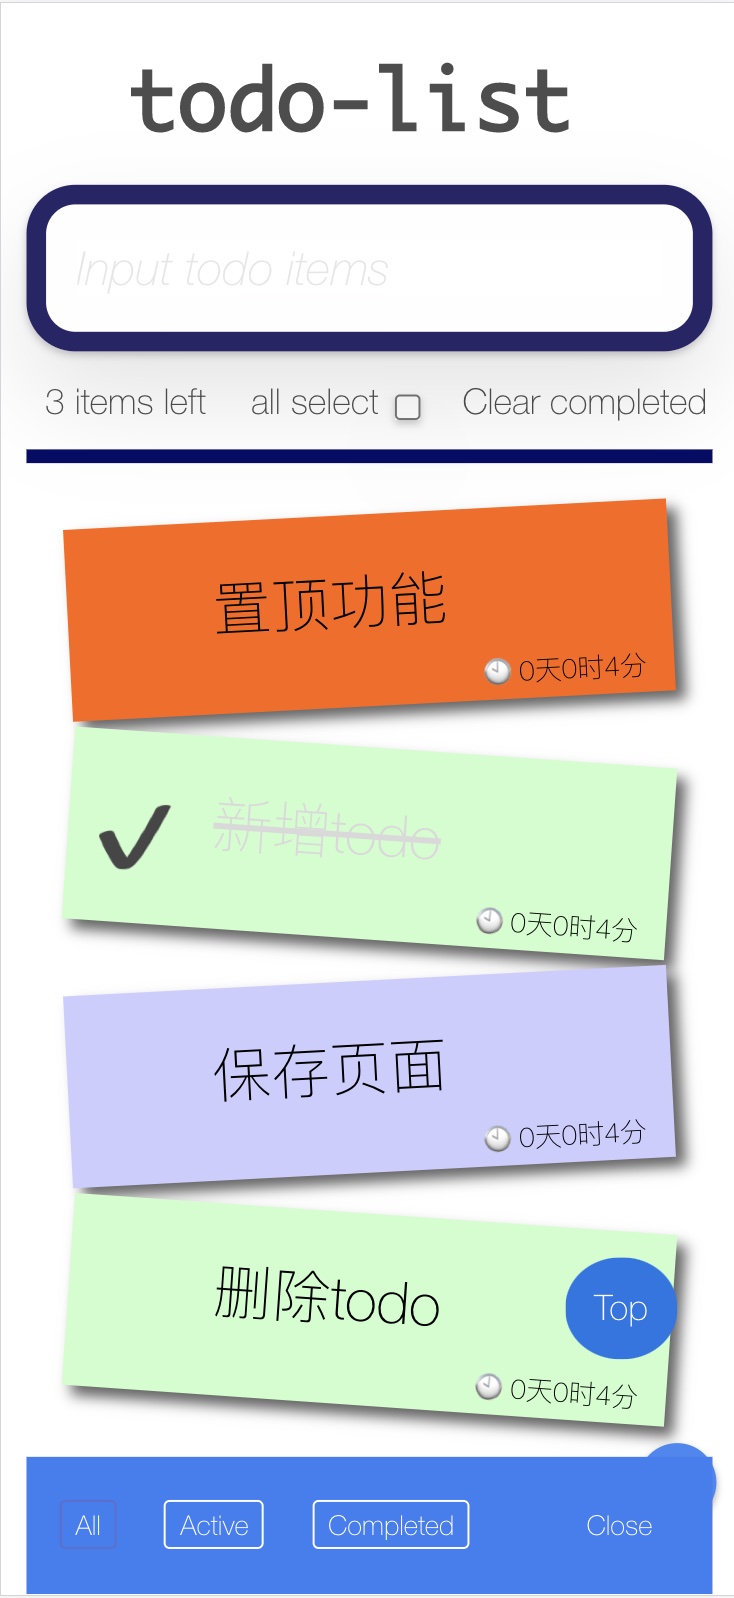 todo-list
Input todo items
3 items left all select Clear completed
置顶功能
0天0时4分
新增todo
0天0时4分
保存页面
0天0时4分
删除todo
Top
0天0时4分
All Active Completed Close